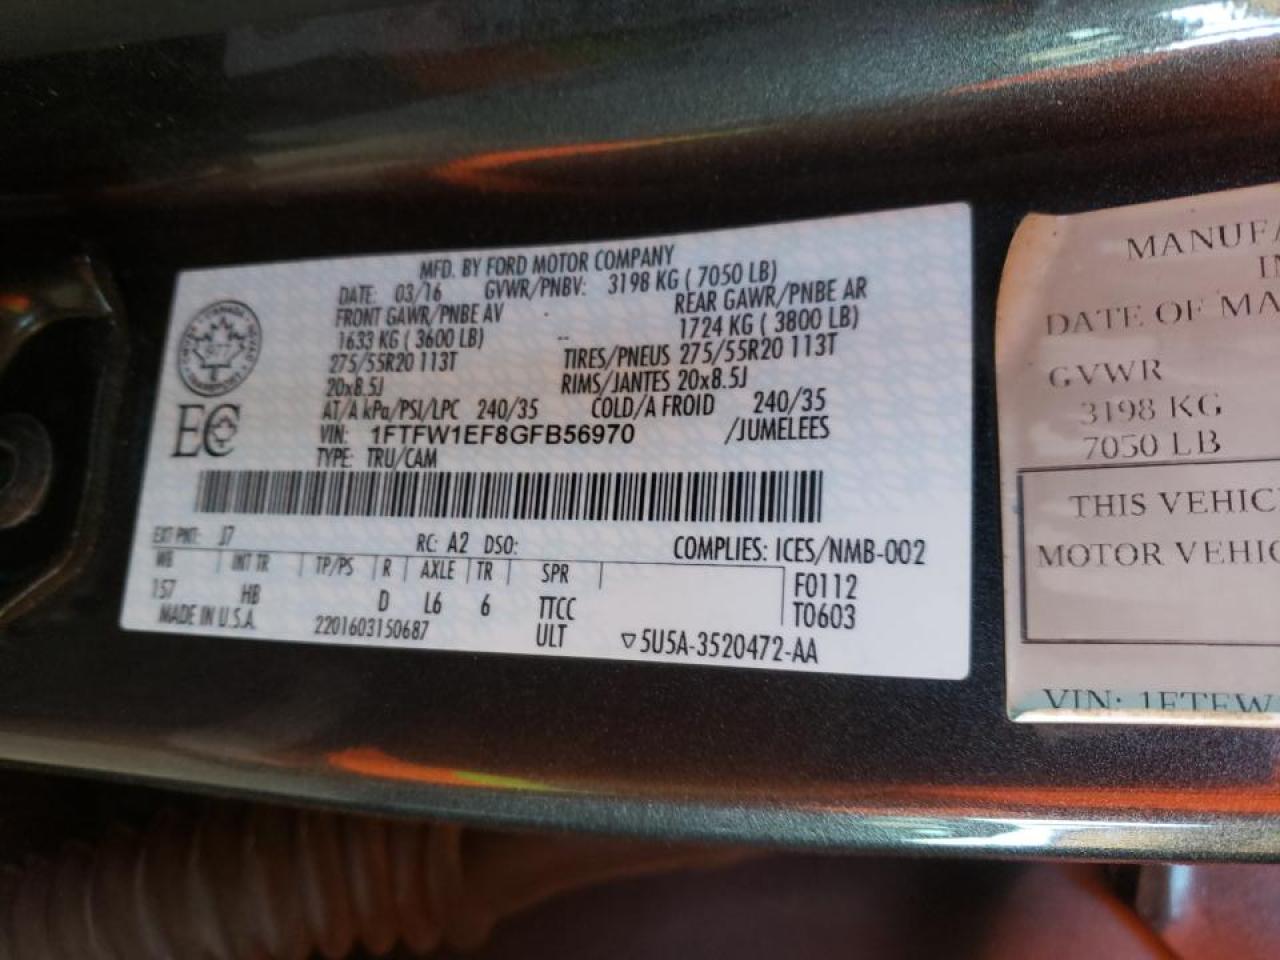 MFD. BY FORD MOTOR COMPANY
DATE: 03/16 GVWR/PNBV: 3198 KG ( 7050 LB)
FRONT GAWR/PNBE AV REAR GAWR/PNBE AR
1633 KG ( 3600 LB) -- 1724 KG ( 3800 LB)
275/55R20 113T TIRES/PNEUS 275/55R20 113T
20x8.5J RIMS/JANTES 20x8.5J
AT/A kPa/PSI/LPC 240/35 COLD/A FROID 240/35
VIN: 1FTFW1EF8GFB56970 /JUMELEES
TYPE: TRU/CAM
EC
EXT PNT: J7 RC: A2 DSO: COMPLIES: ICES/NMB-002
WB INT TR TP/PS R AXLE TR SPR F0112
157 HB D L6 6 TTCC T0603
MADE IN U.S.A. 2201603150687 ULT ▽5U5A-3520472-AA
MANUFA
IN
DATE OF MA
GVWR
3198 KG
7050 LB
THIS VEHIC
MOTOR VEHIC
VIN: 1FTFW